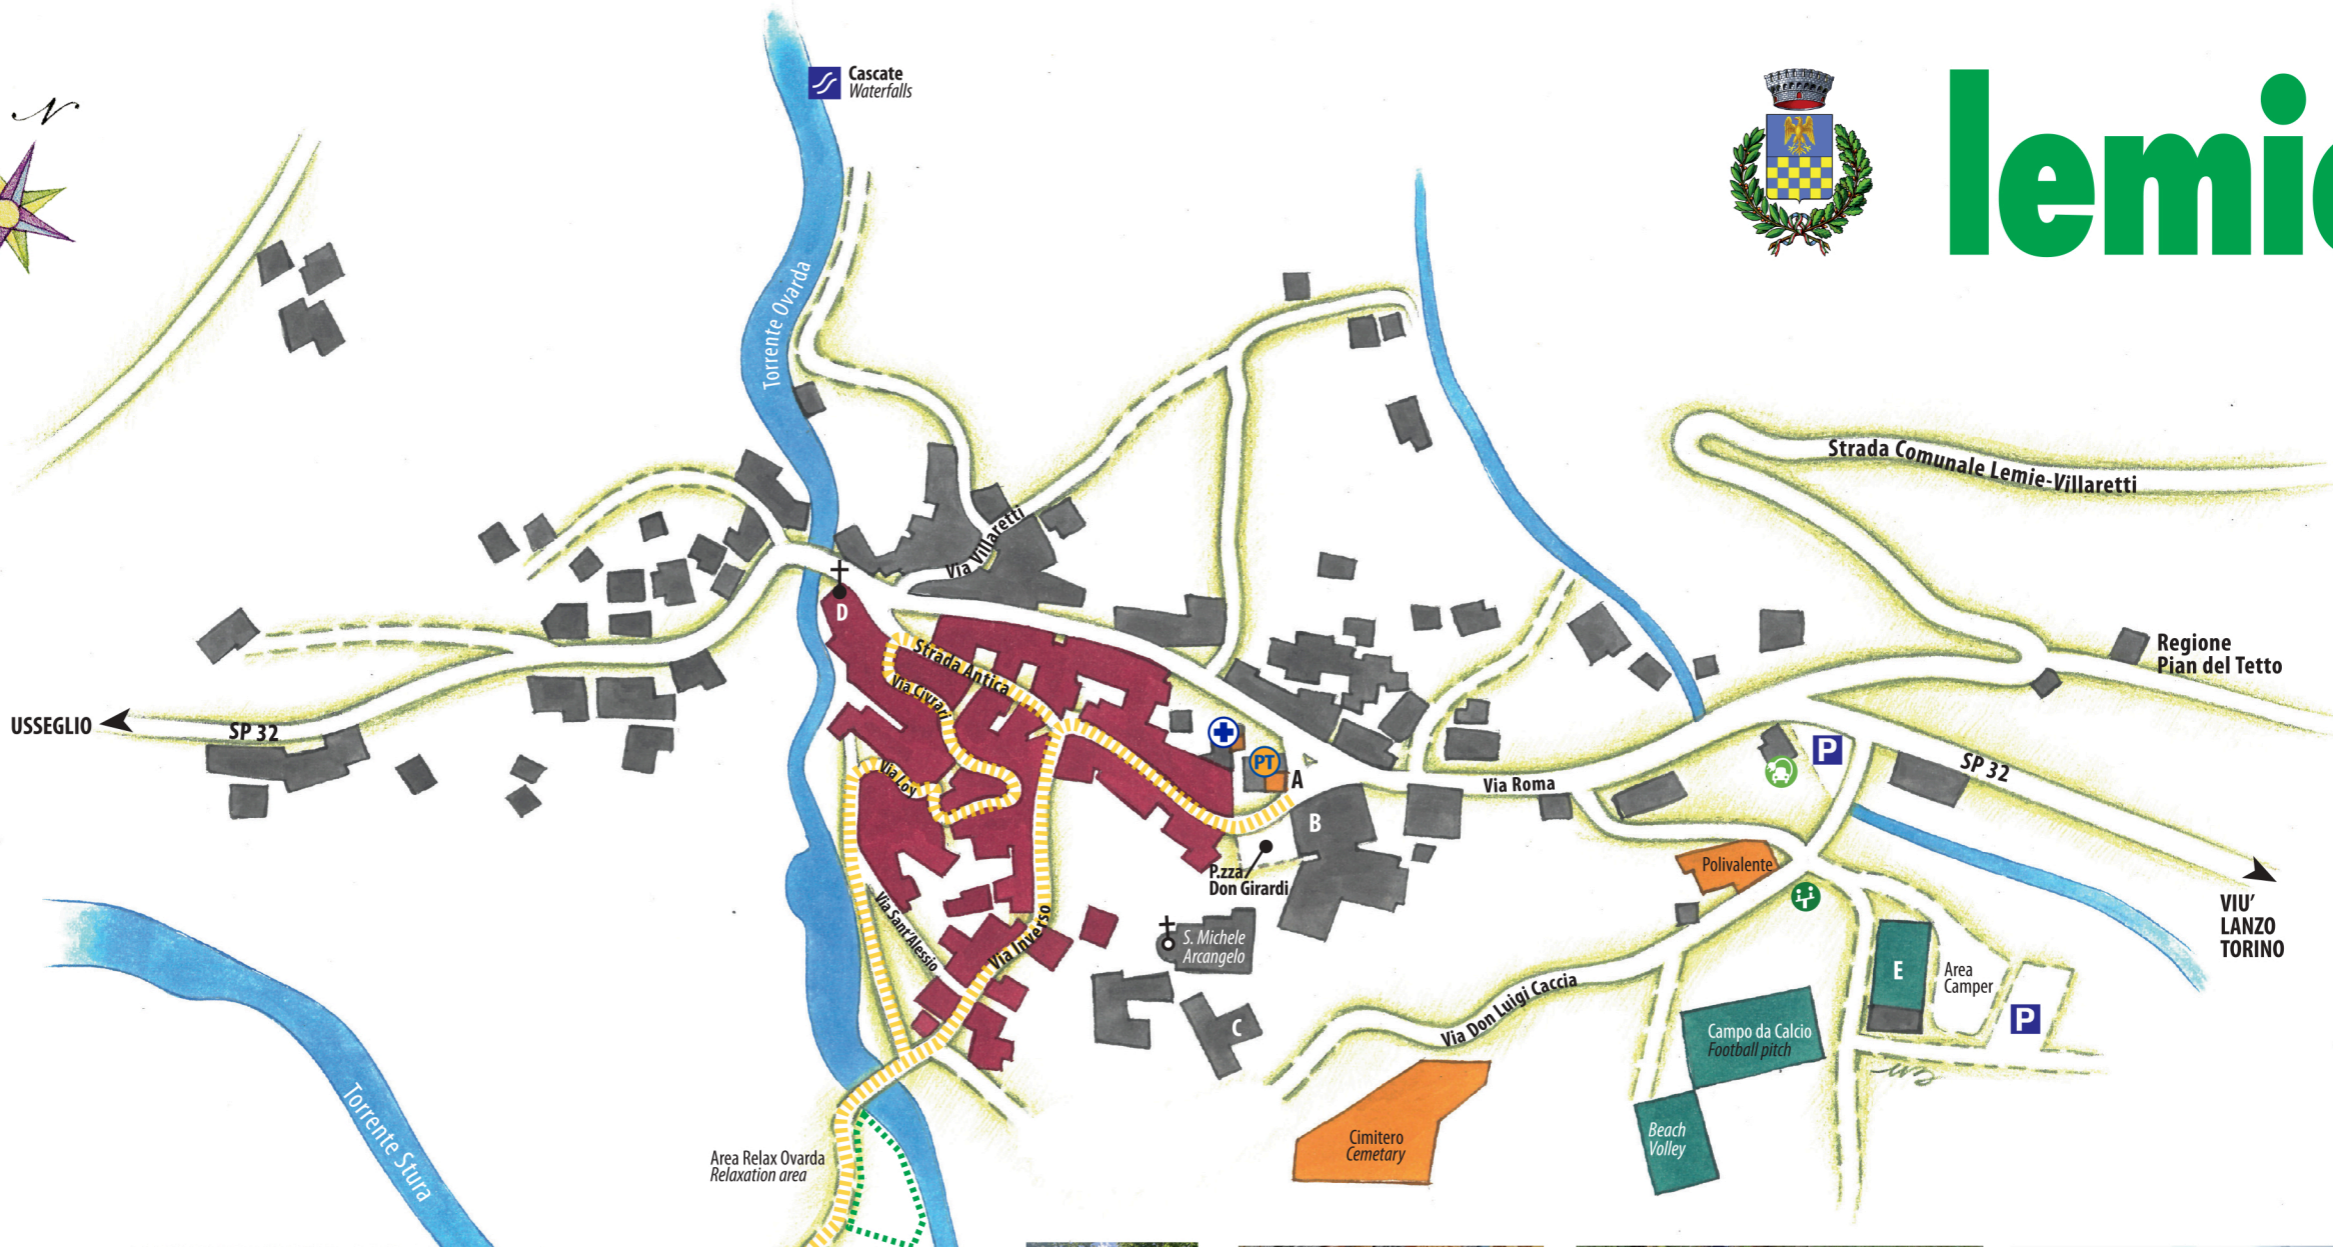 N
Cascate
Waterfalls
lemie
Torrente Ovarda
Strada Comunale Lemie-Villaretti
Via Villaretti
D
Regione
Pian del Tetto
Strada Antica
Via Civrari
USSEGLIO
SP 32
PT
A
P
SP 32
Via Loy
Via Roma
B
Polivalente
P.zza
Don Girardi
VIU’
LANZO
TORINO
Via Sant'Alessio
Via Inverso
S. Michele
Arcangelo
E
Area
Camper
C
Via Don Luigi Caccia
P
Campo da Calcio
Football pitch
Torrente Stura
Area Relax Ovarda
Relaxation area
Cimitero
Cemetary
Beach
Volley